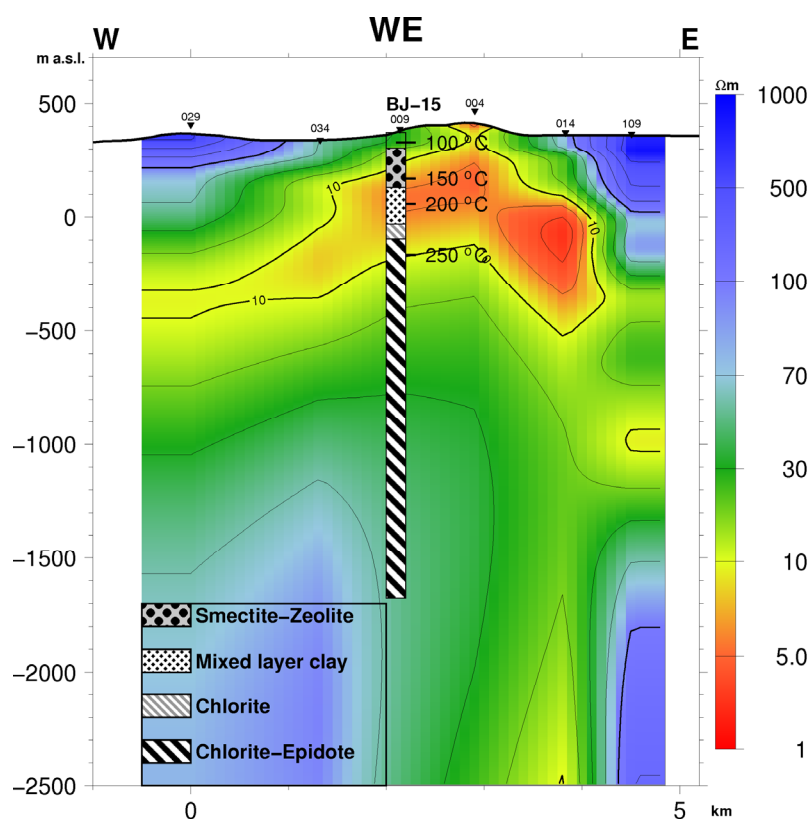 W
WE
E
m a.s.l.
Ωm
500
0
−500
−1000
−1500
−2000
−2500
029
034
BJ−15
009
004
014
109
100 °C
150 °C
200 °C
250 °C
10
10
10
10
1000
500
100
70
30
10
5.0
1
Smectite−Zeolite
Mixed layer clay
Chlorite
Chlorite−Epidote
0
5
km